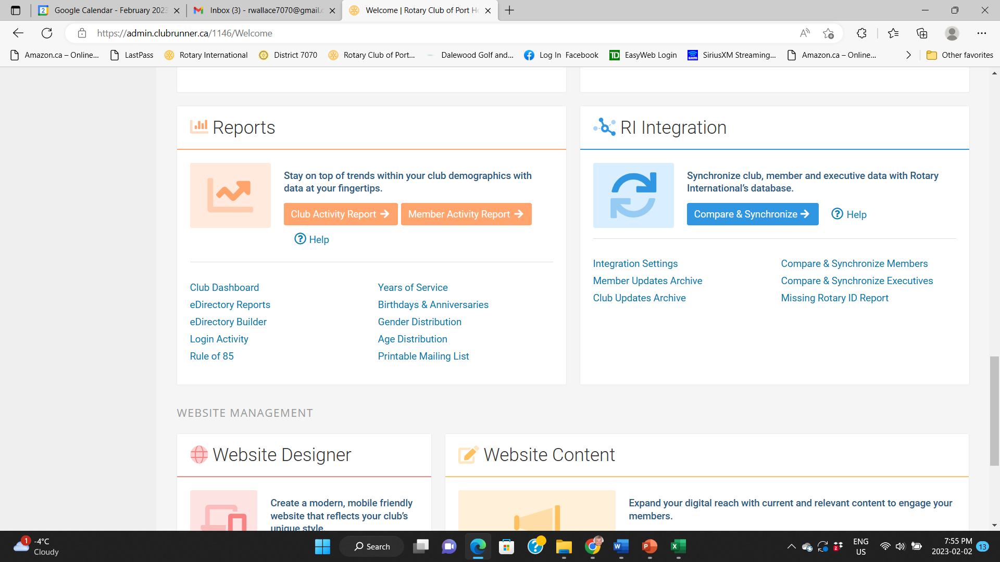 Google Calendar - February 2023
Inbox (3) - rwallace7070@gmail.c
Welcome | Rotary Club of Port Ho
https://admin.clubrunner.ca/1146/Welcome
Amazon.ca – Online...
LastPass
Rotary International
District 7070
Rotary Club of Port...
Dalewood Golf and...
Log In Facebook
EasyWeb Login
SiriusXM Streaming...
Amazon.ca – Online...
Other favorites
Reports
Stay on top of trends within your club demographics with
data at your fingertips.
Club Activity Report
Member Activity Report
Help
Club Dashboard
eDirectory Reports
eDirectory Builder
Login Activity
Rule of 85
Years of Service
Birthdays & Anniversaries
Gender Distribution
Age Distribution
Printable Mailing List
RI Integration
Synchronize club, member and executive data with Rotary
International's database.
Compare & Synchronize
Help
Integration Settings
Member Updates Archive
Club Updates Archive
Compare & Synchronize Members
Compare & Synchronize Executives
Missing Rotary ID Report
WEBSITE MANAGEMENT
Website Designer
Create a modern, mobile friendly
website that reflects your club's
unique style.
Website Content
Expand your digital reach with current and relevant content to engage your
members.
1
-4°C
Cloudy
Search
ENG
US
7:55 PM
2023-02-02
13